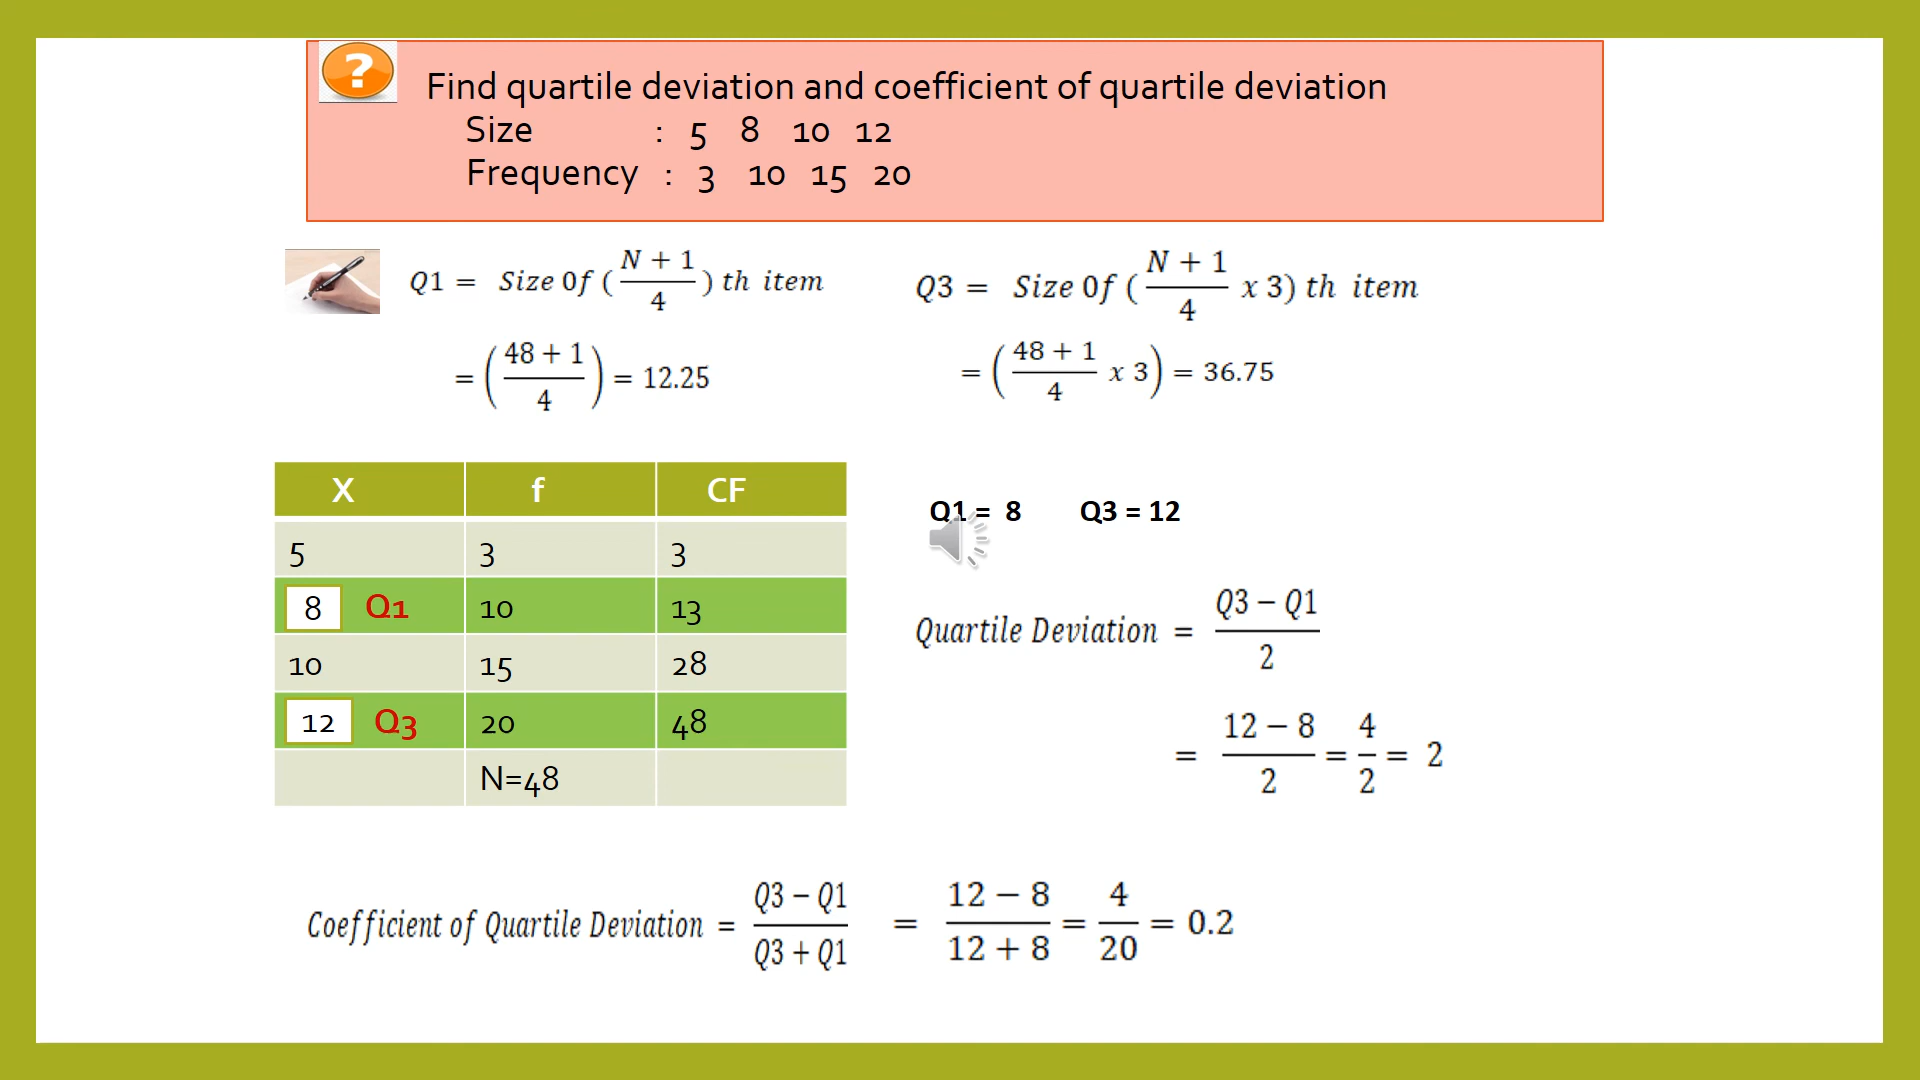 ?
Find quartile deviation and coefficient of quartile deviation
Size : 5 8 10 12
Frequency : 3 10 15 20
Q1 = Size Of ( (N + 1)/4 ) th item
= ( (48 + 1)/4 ) = 12.25
Q3 = Size Of ( (N + 1)/4 x 3) th item
= ( (48 + 1)/4 x 3 ) = 36.75
X f CF
5 3 3
8 Q1 10 13
10 15 28
12 Q3 20 48
N=48
Q1 = 8 Q3 = 12
Quartile Deviation = (Q3 − Q1)/2
= (12 − 8)/2 = 4/2 = 2
Coefficient of Quartile Deviation = (Q3 − Q1)/(Q3 + Q1) = (12 − 8)/(12 + 8) = 4/20 = 0.2